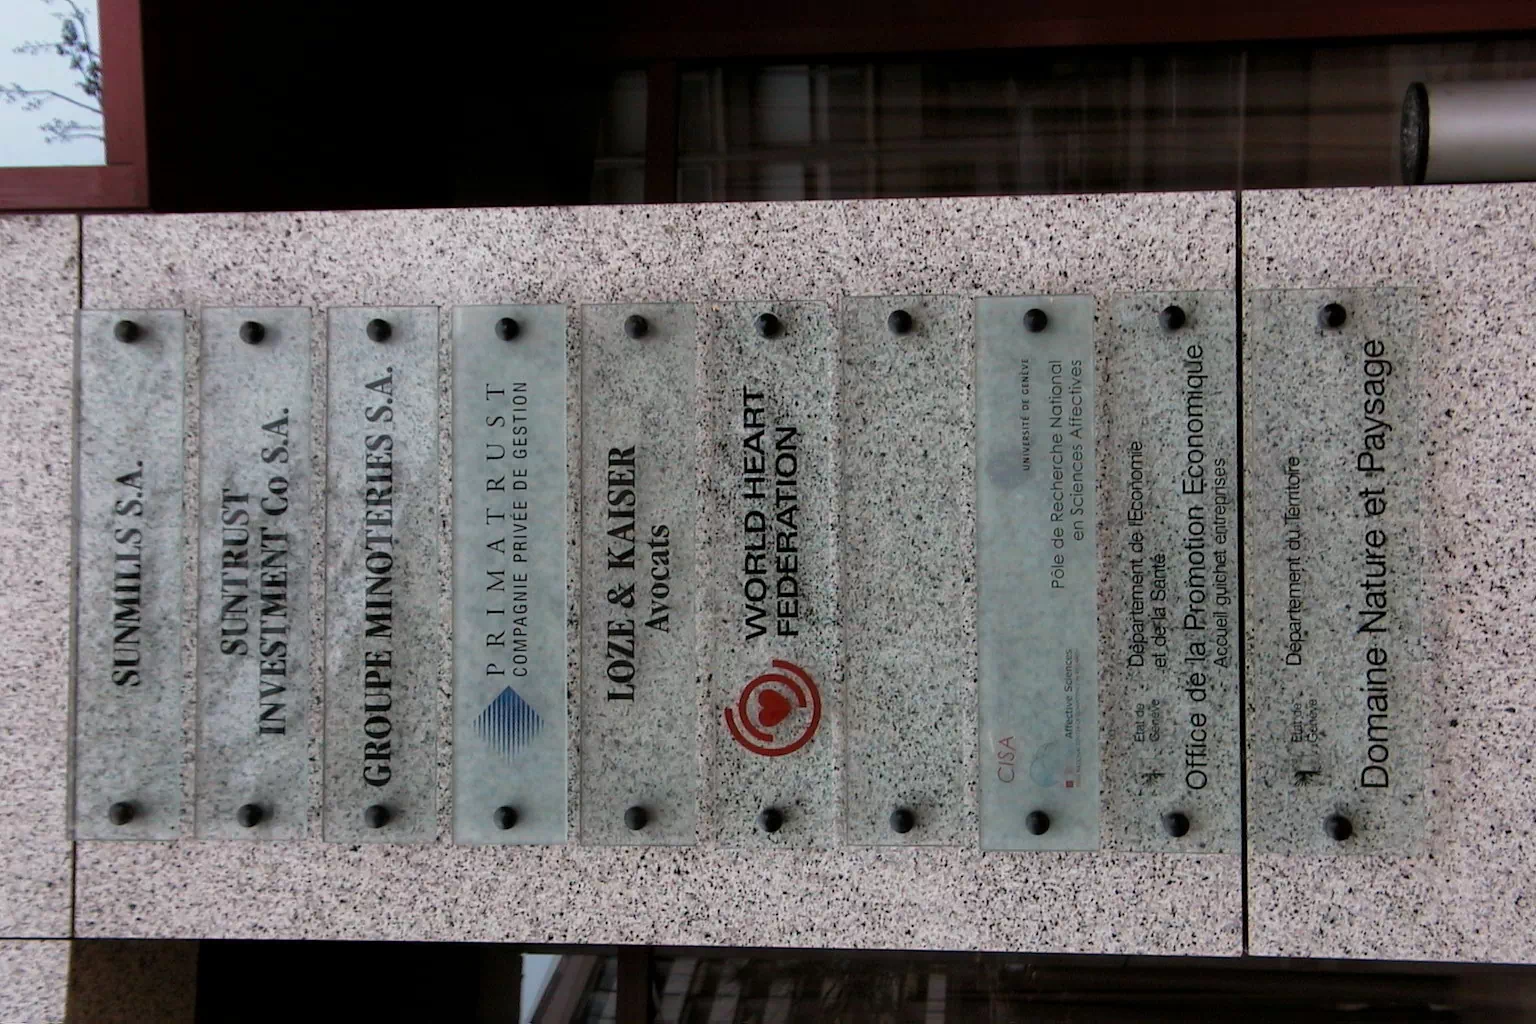 SUNMILLS S.A.
SUNTRUST
INVESTMENT Co S.A.
GROUPE MINOTERIES S.A.
PRIMATRUST
COMPAGNIE PRIVÉE DE GESTION
LOZE & KAISER
Avocats
WORLD HEART
FEDERATION
CISA
Affective Sciences
UNIVERSITÉ DE GENÈVE
Pôle de Recherche National
en Sciences Affectives
Etat de
Genève
Département de l'Economie
et de la Santé
Office de la Promotion Economique
Accueil guichet entreprises
Etat de
Genève
Département du Territoire
Domaine Nature et Paysage